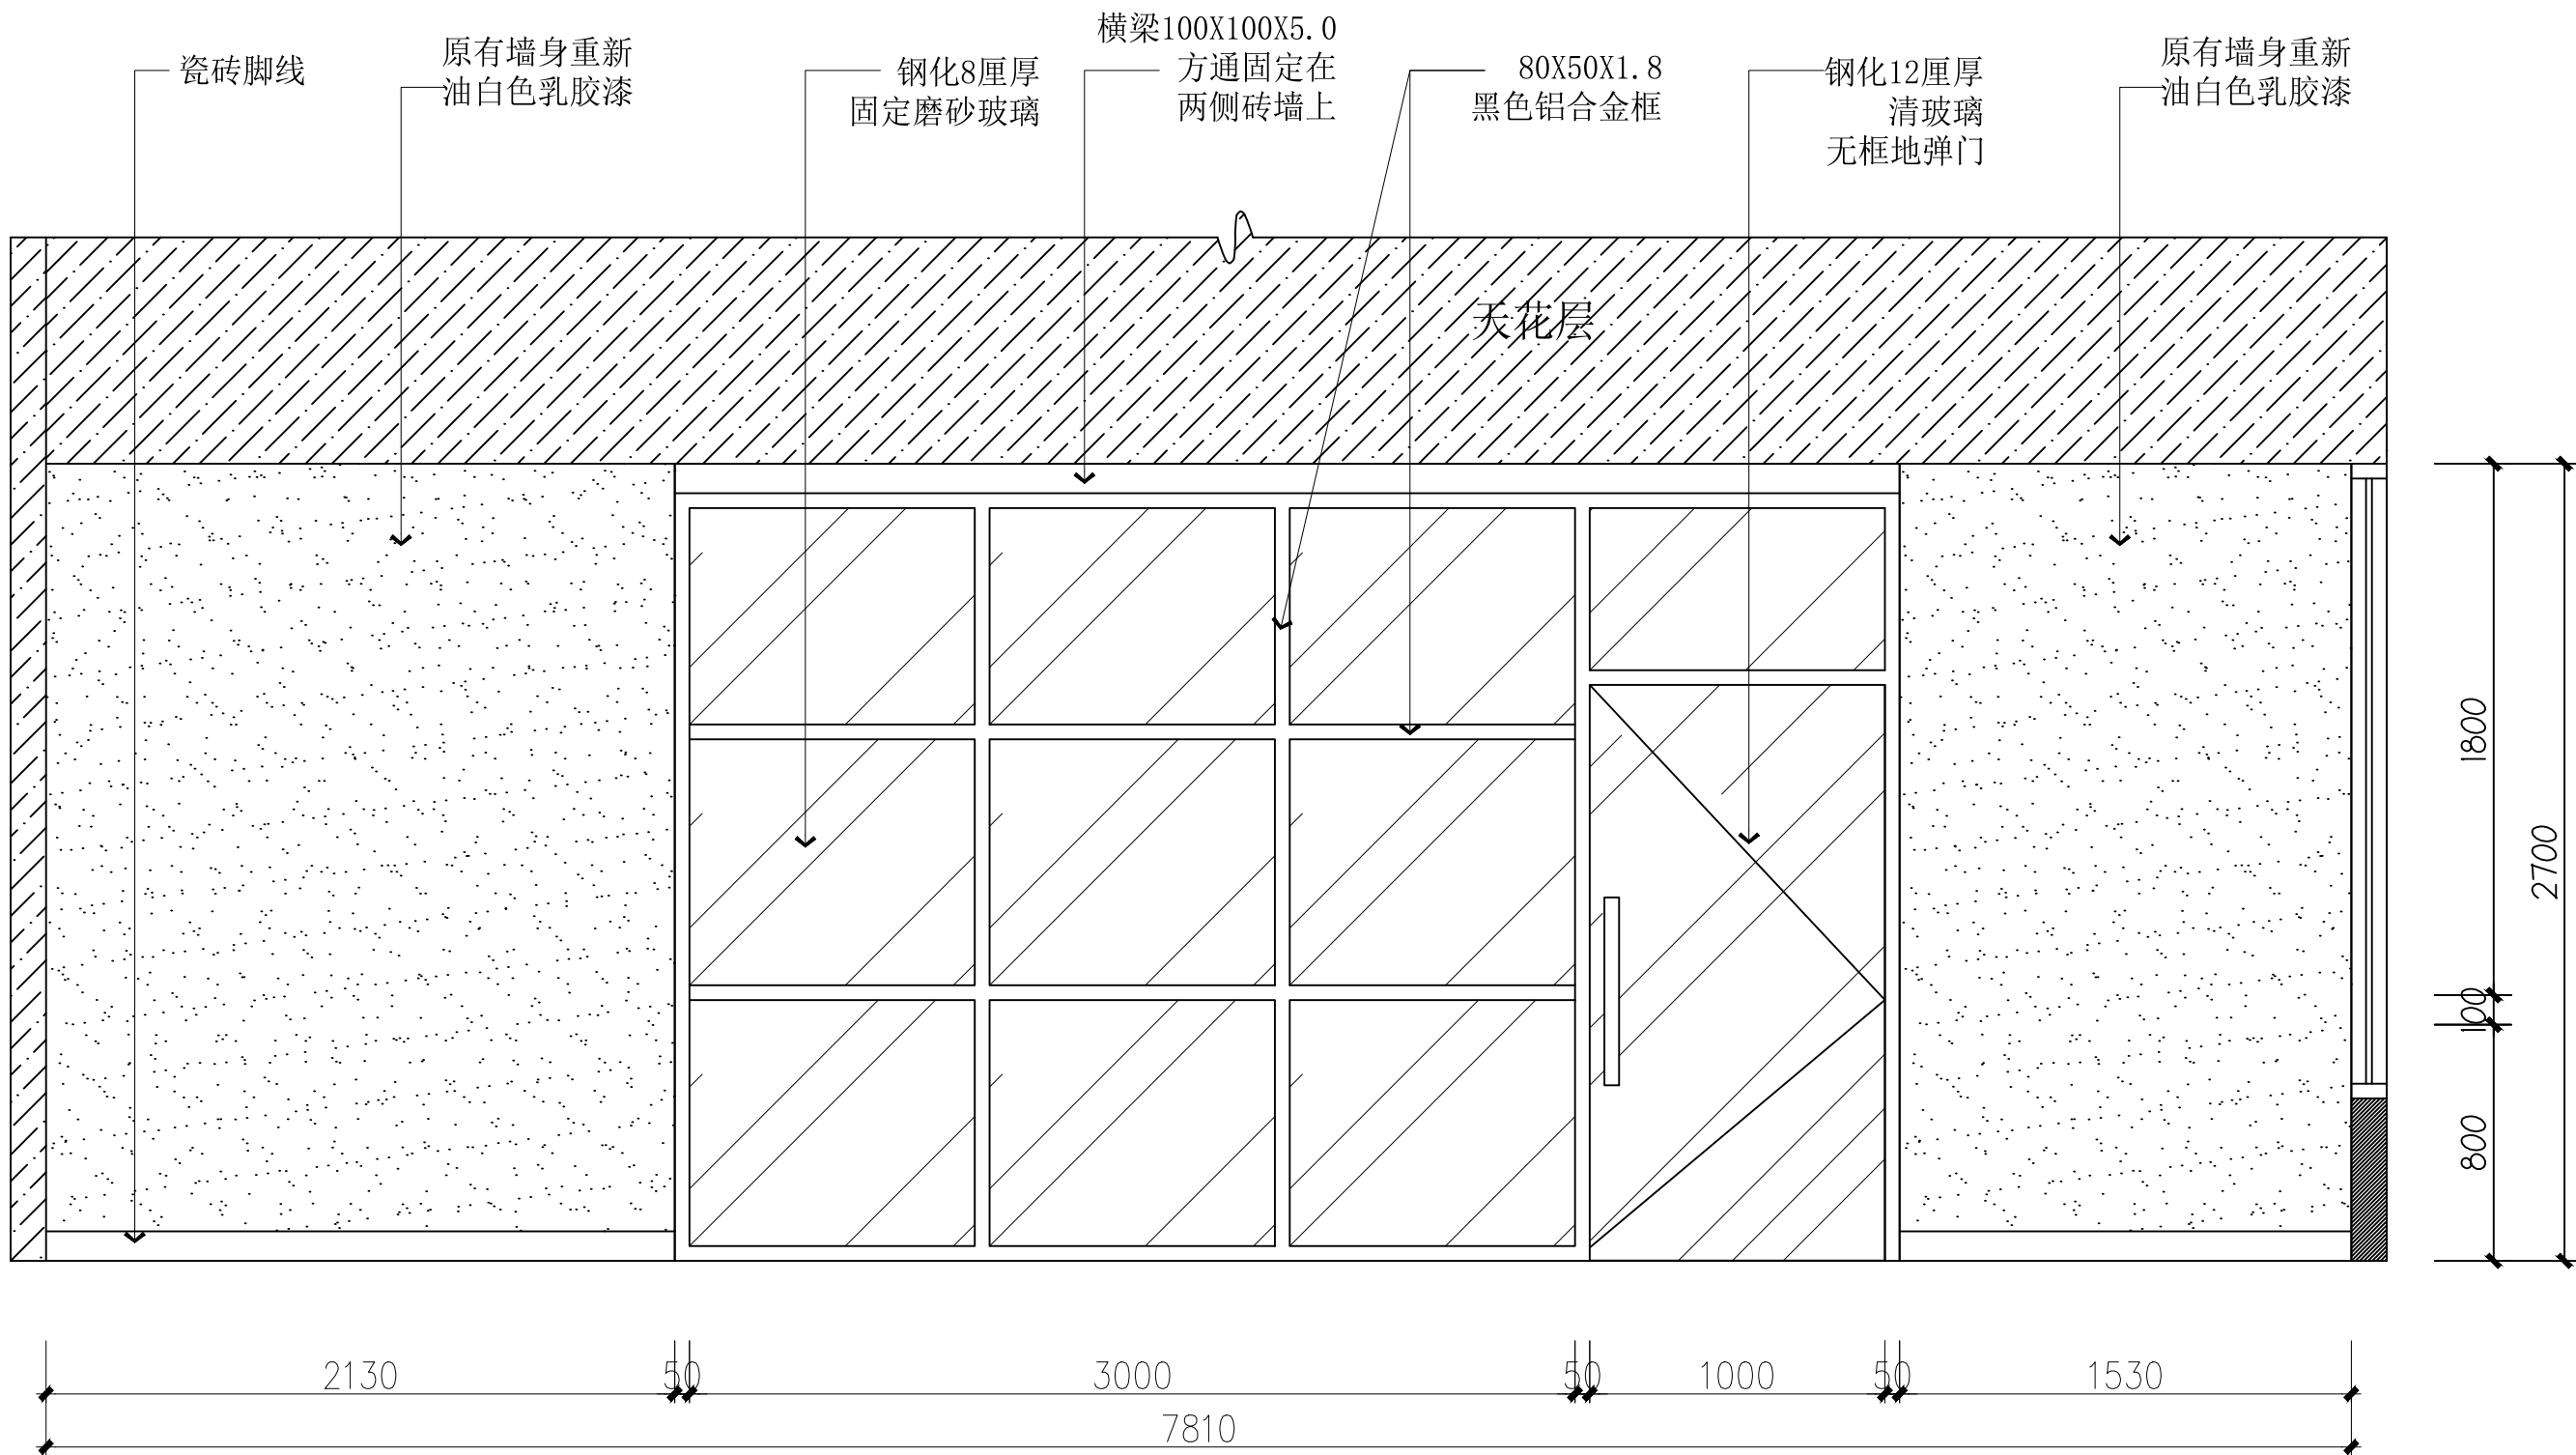 瓷砖脚线
原有墙身重新
油白色乳胶漆
钢化8厘厚
固定磨砂玻璃
横梁100X100X5.0
方通固定在
两侧砖墙上
80X50X1.8
黑色铝合金框
钢化12厘厚
清玻璃
无框地弹门
原有墙身重新
油白色乳胶漆
天花层
1800
100
800
2700
2130
50
3000
50
1000
50
1530
7810